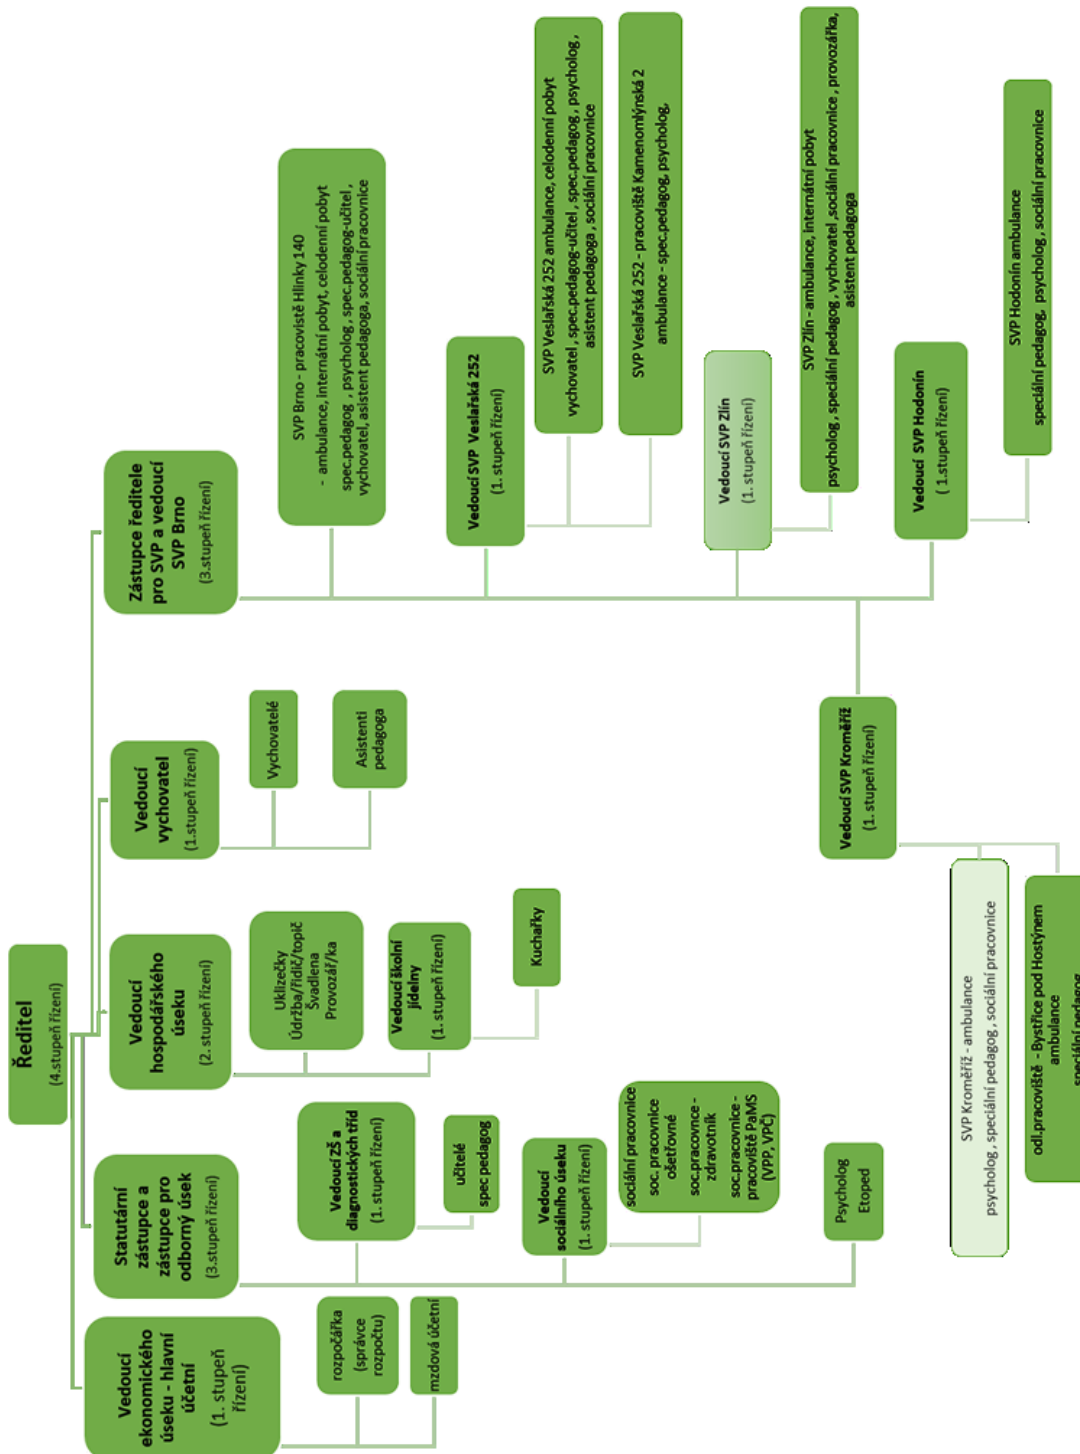 Ředitel
(4.stupeň řízení)
Vedoucí
ekonomického
úseku - hlavní
účetní
(1. stupeň
řízení)
rozpočářka
(správce
rozpočtu)
mzdová účetní
Statutární
zástupce a
zástupce pro
odborný úsek
(3.stupeň řízení)
Vedoucí ZŠ a
diagnostických tříd
(1. stupeň řízení)
učitelé
spec pedagog
Vedoucí
sociálního úseku
(1. stupeň řízení)
sociální pracovnice
soc. pracovnice
ošetřovné
soc.pracovnce -
zdravotník
soc.pracovnice -
pracoviště PaMS
(VPP, VPČ)
Psycholog
Etoped
Vedoucí
hospodářského
úseku
(2. stupeň řízení)
Uklizečky
Údržba/řidič/topič
Švadlena
Provozář/ka
Vedoucí školní
jídelny
(1. stupeň řízení)
Kuchařky
Vedoucí
vychovatel
(1.stupeň řízení)
Vychovatelé
Asistenti
pedagoga
Zástupce ředitele
pro SVP a vedoucí
SVP Brno
(3.stupeň řízení)
SVP Brno - pracovistě Hlinky 140
- ambulance, internátní pobyt, celodenní pobyt
spec.pedagog , psycholog , spec.pedagog-učitel ,
vychovatel, asistent pedagoga, sociální pracovnice
Vedoucí SVP Veslařská 252
(1. stupeň řízení)
SVP Veslařská 252 ambulance, celodenní pobyt
vychovatel , spec.pedagog-učitel , spec.pedagog , psycholog ,
asistent pedagoga , sociální pracovnice
SVP Veslařská 252 - pracoviště Kamenomlýnská 2
ambulance - spec.pedagog, psycholog,
Vedoucí SVP Zlín
(1. stupeň řízení)
SVP Zlín - ambulance, internátní pobyt
psycholog , speciální pedagog , vychovatel ,sociální pracovnice , provozářka ,
asistent pedagoga
Vedoucí SVP Hodonín
( 1.stupeň řízení)
SVP Hodonín ambulance
speciální pedagog, psycholog , sociální pracovnice
Vedoucí SVP Kroměříž
(1. stupeň řízení)
SVP Kroměříž - ambulance
psycholog , speciální pedagog , sociální pracovnice
odl.pracoviště - Bystřice pod Hostýnem
ambulance
speciální pedagog